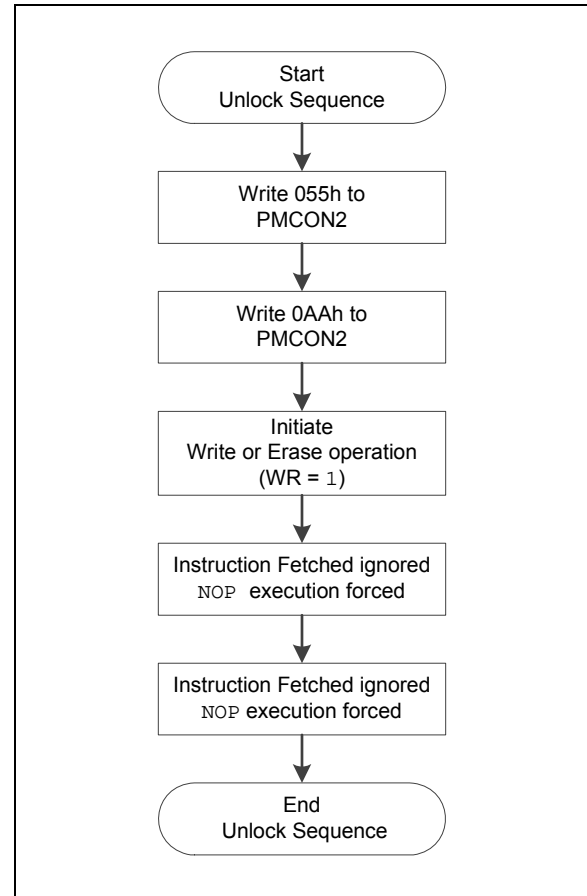 Start
Unlock Sequence
Write 055h to
PMCON2
Write 0AAh to
PMCON2
Initiate
Write or Erase operation
(WR = 1)
Instruction Fetched ignored
NOP execution forced
Instruction Fetched ignored
NOP execution forced
End
Unlock Sequence